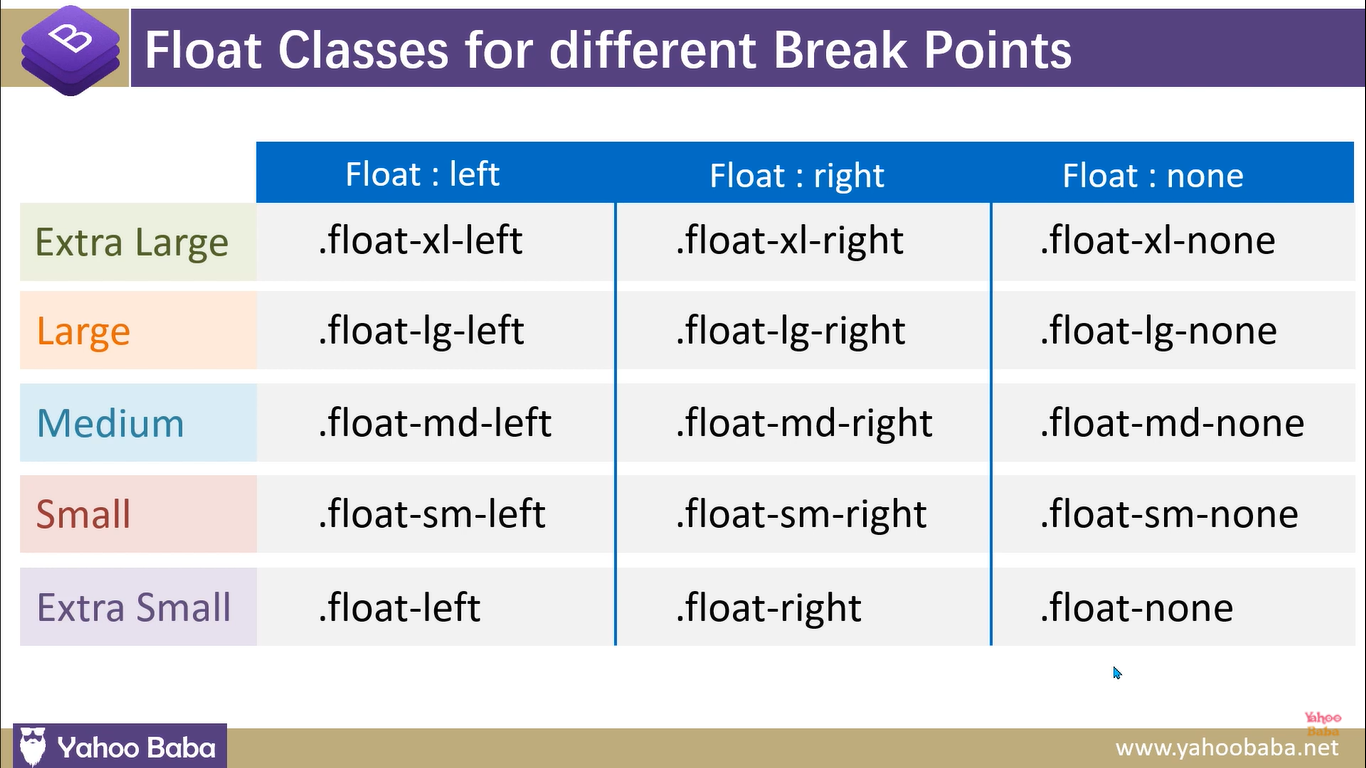 B
Float Classes for different Break Points
Float : left Float : right Float : none
Extra Large .float-xl-left .float-xl-right .float-xl-none
Large .float-lg-left .float-lg-right .float-lg-none
Medium .float-md-left .float-md-right .float-md-none
Small .float-sm-left .float-sm-right .float-sm-none
Extra Small .float-left .float-right .float-none
Yahoo
Baba
Yahoo Baba
www.yahoobaba.net